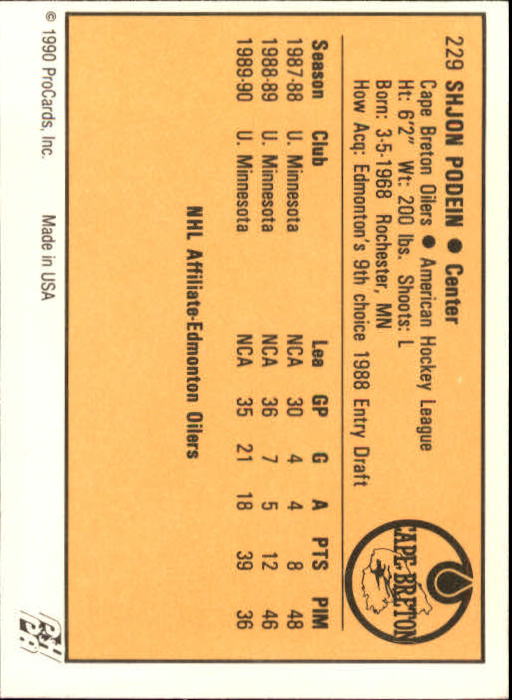 229 SHJON PODEIN ● Center
Cape Breton Oilers ● American Hockey League
Ht: 6'2" Wt: 200 lbs. Shoots: L
Born: 3-5-1968 Rochester, MN
How Acq: Edmonton's 9th choice 1988 Entry Draft
CAPE BRETON
Season Club Lea GP G A PTS PIM
1987-88 U. Minnesota NCA 30 4 4 8 48
1988-89 U. Minnesota NCA 36 7 5 12 46
1989-90 U. Minnesota NCA 35 21 18 39 36
NHL Affiliate-Edmonton Oilers
© 1990 ProCards, Inc. Made in USA